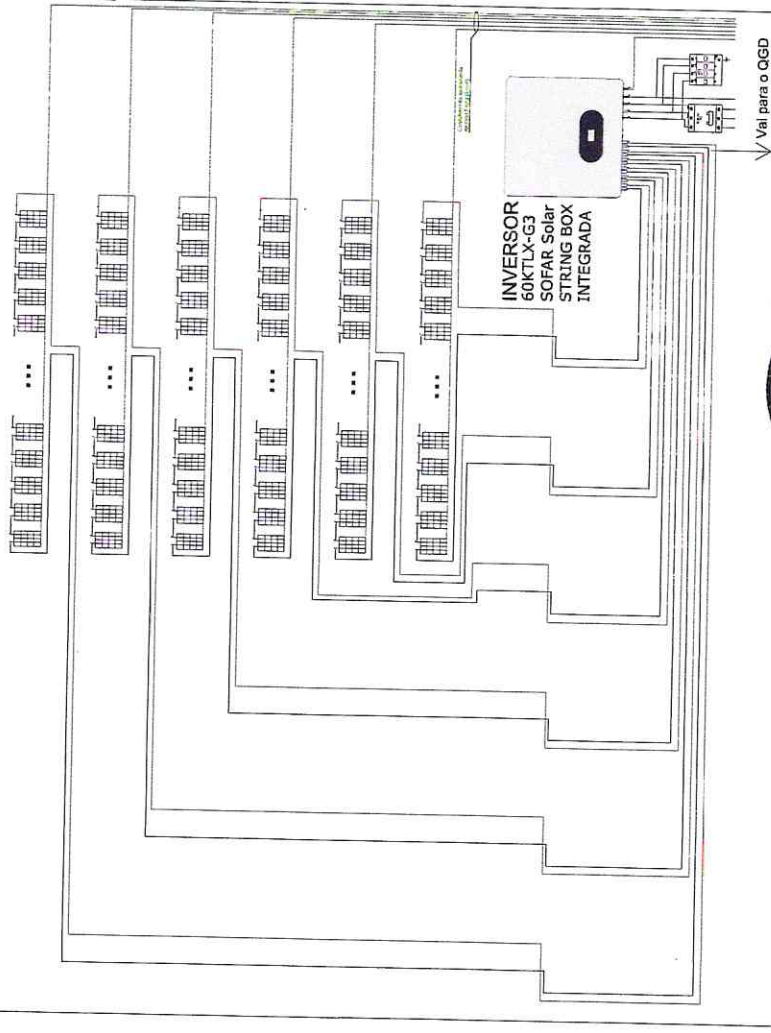 INVERSOR
60KTLX-G3
SOFAR Solar
STRING BOX
INTEGRADA
Vai para o QGD